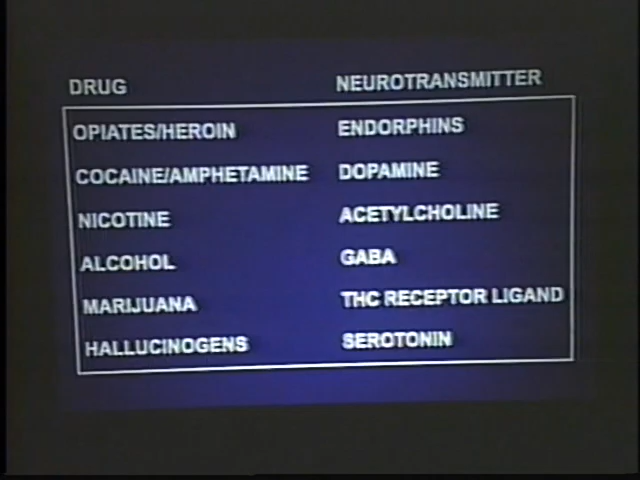 DRUG NEUROTRANSMITTER
OPIATES/HEROIN ENDORPHINS
COCAINE/AMPHETAMINE DOPAMINE
NICOTINE ACETYLCHOLINE
ALCOHOL GABA
MARIJUANA THC RECEPTOR LIGAND
HALLUCINOGENS SEROTONIN